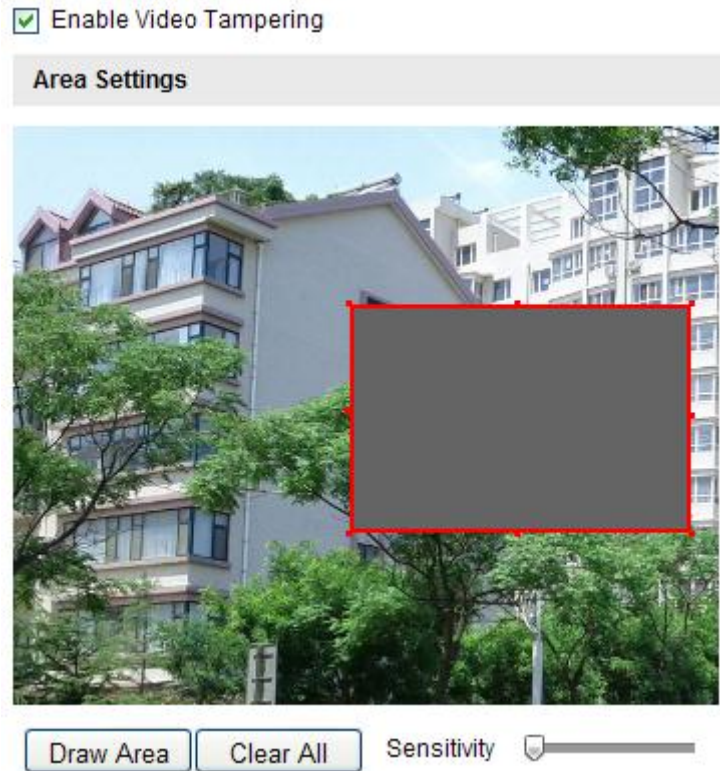 Enable Video Tampering
Area Settings
Draw Area
Clear All
Sensitivity